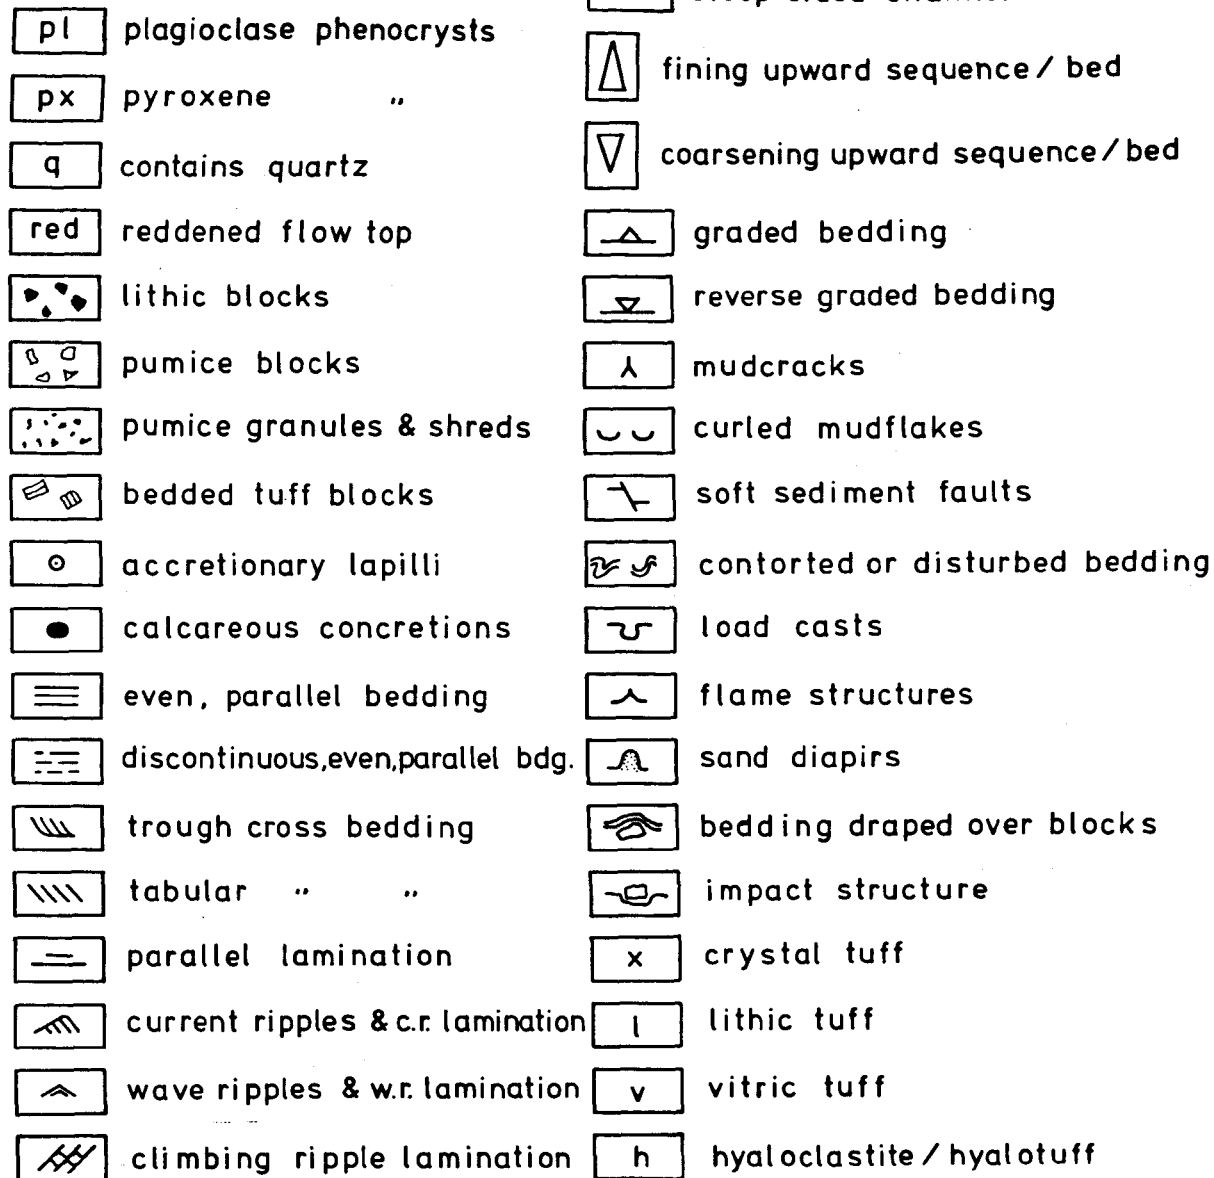 pl plagioclase phenocrysts
px pyroxene "
q contains quartz
red reddened flow top
lithic blocks
pumice blocks
pumice granules & shreds
bedded tuff blocks
accretionary lapilli
calcareous concretions
even, parallel bedding
discontinuous,even,parallel bdg.
trough cross bedding
tabular " "
parallel lamination
current ripples & c.r. lamination
wave ripples & w.r. lamination
climbing ripple lamination
fining upward sequence / bed
coarsening upward sequence / bed
graded bedding
reverse graded bedding
mudcracks
curled mudflakes
soft sediment faults
contorted or disturbed bedding
load casts
flame structures
sand diapirs
bedding draped over blocks
impact structure
x crystal tuff
l lithic tuff
v vitric tuff
h hyaloclastite / hyalotuff